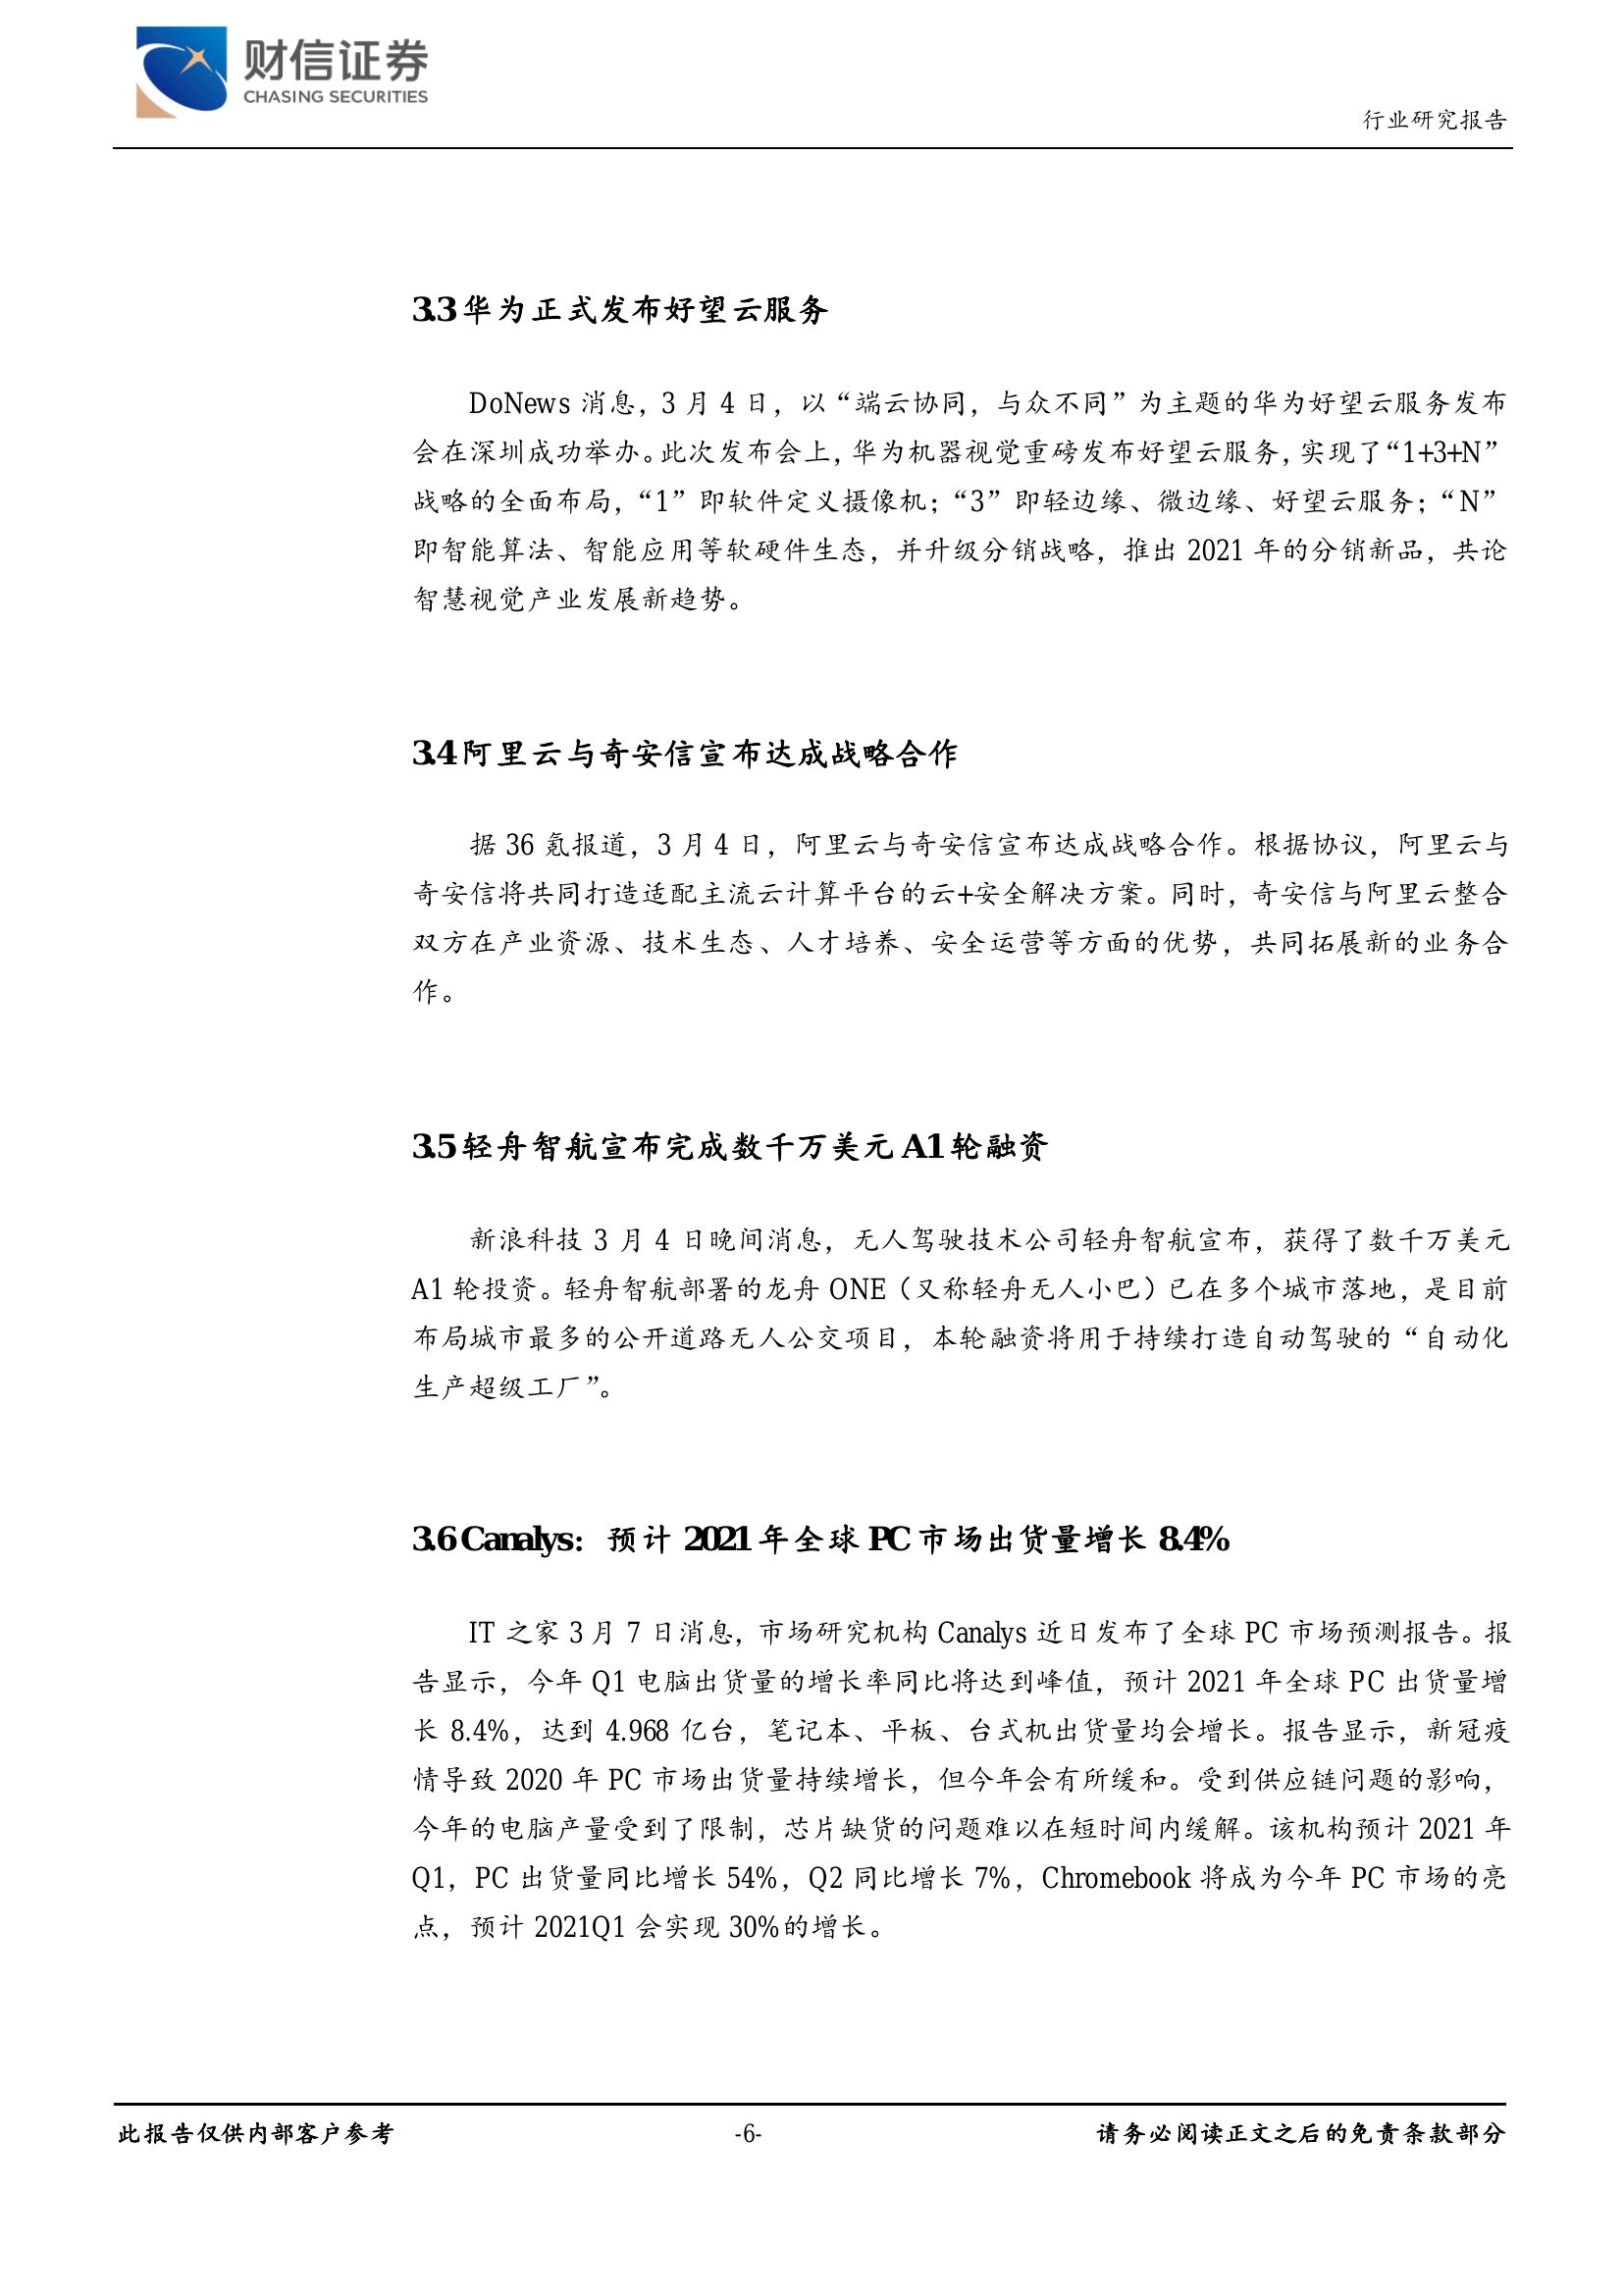 财信证券
CHASING SECURITIES
行业研究报告
3.3 华为正式发布好望云服务
DoNews 消息，3 月 4 日，以“端云协同，与众不同”为主题的华为好望云服务发布
会在深圳成功举办。此次发布会上，华为机器视觉重磅发布好望云服务，实现了“1+3+N”
战略的全面布局，“1”即软件定义摄像机；“3”即轻边缘、微边缘、好望云服务；“N”
即智能算法、智能应用等软硬件生态，并升级分销战略，推出 2021 年的分销新品，共论
智慧视觉产业发展新趋势。
3.4 阿里云与奇安信宣布达成战略合作
据 36 氪报道，3 月 4 日，阿里云与奇安信宣布达成战略合作。根据协议，阿里云与
奇安信将共同打造适配主流云计算平台的云+安全解决方案。同时，奇安信与阿里云整合
双方在产业资源、技术生态、人才培养、安全运营等方面的优势，共同拓展新的业务合
作。
3.5 轻舟智航宣布完成数千万美元 A1 轮融资
新浪科技 3 月 4 日晚间消息，无人驾驶技术公司轻舟智航宣布，获得了数千万美元
A1 轮投资。轻舟智航部署的龙舟 ONE（又称轻舟无人小巴）已在多个城市落地，是目前
布局城市最多的公开道路无人公交项目，本轮融资将用于持续打造自动驾驶的“自动化
生产超级工厂”。
3.6 Canalys：预计 2021 年全球 PC 市场出货量增长 8.4%
IT 之家 3 月 7 日消息，市场研究机构 Canalys 近日发布了全球 PC 市场预测报告。报
告显示，今年 Q1 电脑出货量的增长率同比将达到峰值，预计 2021 年全球 PC 出货量增
长 8.4%，达到 4.968 亿台，笔记本、平板、台式机出货量均会增长。报告显示，新冠疫
情导致 2020 年 PC 市场出货量持续增长，但今年会有所缓和。受到供应链问题的影响，
今年的电脑产量受到了限制，芯片缺货的问题难以在短时间内缓解。该机构预计 2021 年
Q1，PC 出货量同比增长 54%，Q2 同比增长 7%，Chromebook 将成为今年 PC 市场的亮
点，预计 2021Q1 会实现 30%的增长。
此报告仅供内部客户参考
-6-
请务必阅读正文之后的免责条款部分